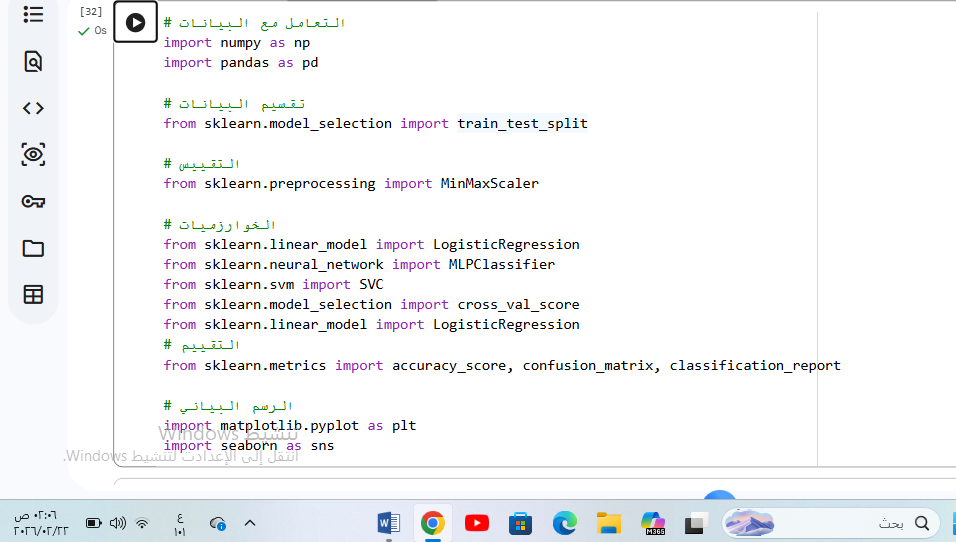 [32]
0s
# التعامل مع البيانات
import numpy as np
import pandas as pd
# تقسيم البيانات
from sklearn.model_selection import train_test_split
# التقييس
from sklearn.preprocessing import MinMaxScaler
# الخوارزميات
from sklearn.linear_model import LogisticRegression
from sklearn.neural_network import MLPClassifier
from sklearn.svm import SVC
from sklearn.model_selection import cross_val_score
from sklearn.linear_model import LogisticRegression
# التقييم
from sklearn.metrics import accuracy_score, confusion_matrix, classification_report
# الرسم البياني
import matplotlib.pyplot as plt
import seaborn as sns
تنشيط Windows
انتقل إلى الإعدادت لتنشيط Windows.
٠٢:٠٦ ص
٢٠٢٦/٠٢/٢٢
ع
١٠١
W
M365
بحث